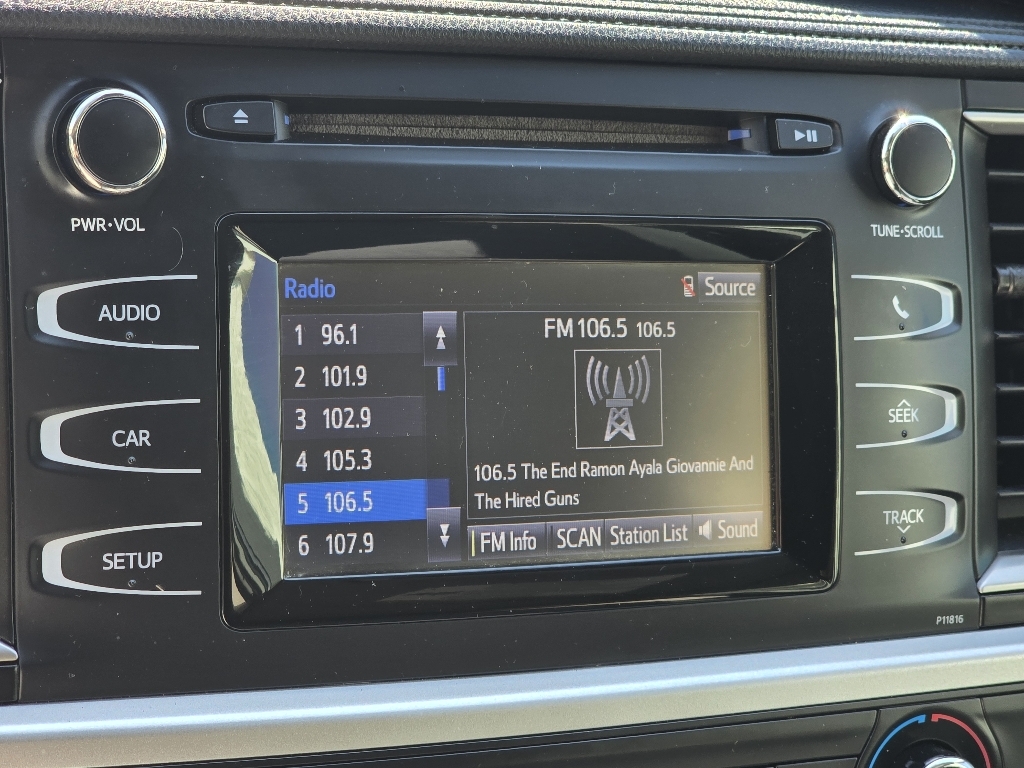 PWR•VOL
TUNE•SCROLL
AUDIO
CAR
SETUP
Radio
Source
1 96.1
2 101.9
3 102.9
4 105.3
5 106.5
6 107.9
FM 106.5 106.5
106.5 The End Ramon Ayala Giovannie And
The Hired Guns
FM Info SCAN Station List Sound
SEEK
TRACK
P11816